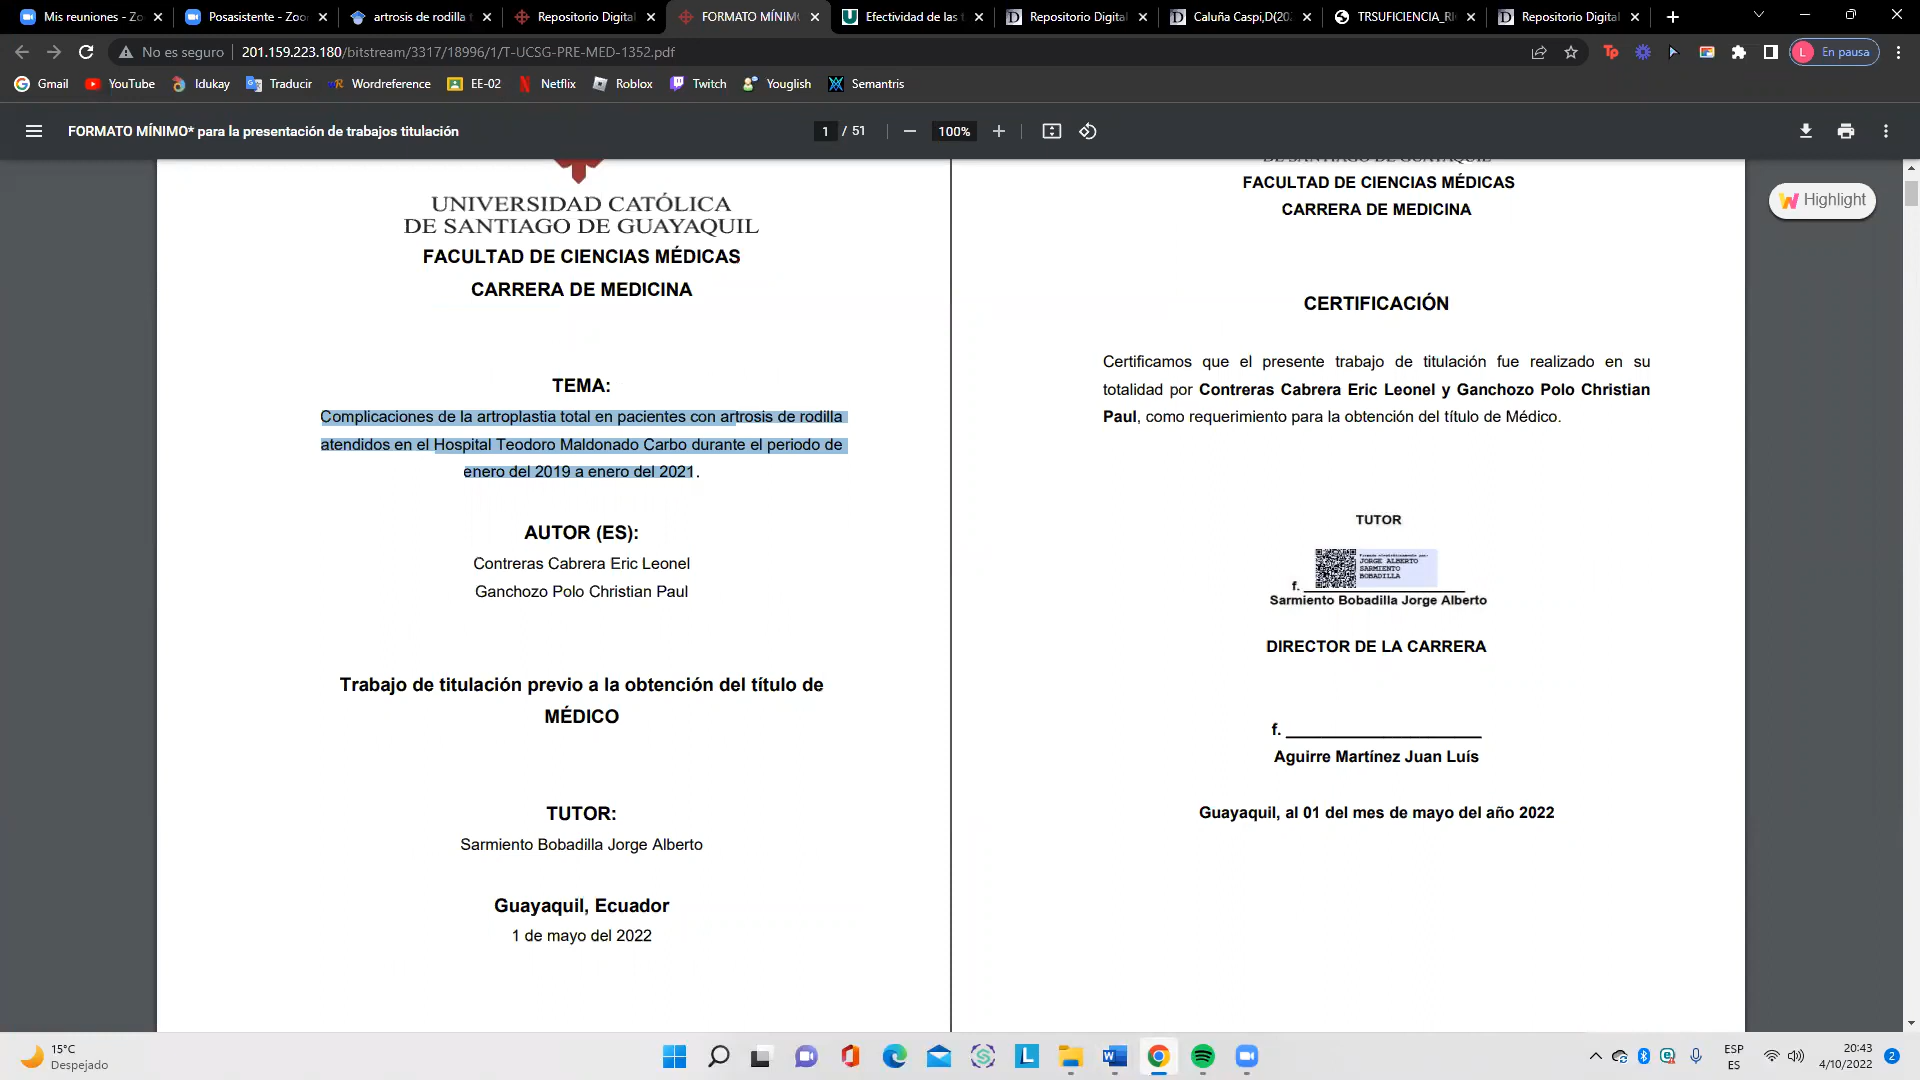 Mis reuniones - Zo
Posasistente - Zoo
artrosis de rodilla
Repositorio Digital
FORMATO MÍNIM
Efectividad de las
Repositorio Digital
Caluña Caspi,D(20
TRSUFICIENCIA_RI
Repositorio Digital
No es seguro
201.159.223.180/bitstream/3317/18996/1/T-UCSG-PRE-MED-1352.pdf
L En pausa
Gmail
YouTube
Idukay
Traducir
Wordreference
EE-02
Netflix
Roblox
Twitch
Youglish
Semantris
FORMATO MÍNIMO* para la presentación de trabajos titulación
1 / 51
100%
UNIVERSIDAD CATÓLICA
DE SANTIAGO DE GUAYAQUIL
FACULTAD DE CIENCIAS MÉDICAS
CARRERA DE MEDICINA
TEMA:
Complicaciones de la artroplastia total en pacientes con artrosis de rodilla
atendidos en el Hospital Teodoro Maldonado Carbo durante el periodo de
enero del 2019 a enero del 2021.
AUTOR (ES):
Contreras Cabrera Eric Leonel
Ganchozo Polo Christian Paul
Trabajo de titulación previo a la obtención del título de
MÉDICO
TUTOR:
Sarmiento Bobadilla Jorge Alberto
Guayaquil, Ecuador
1 de mayo del 2022
DE SANTIAGO DE GUAYAQUIL
FACULTAD DE CIENCIAS MÉDICAS
CARRERA DE MEDICINA
CERTIFICACIÓN
Certificamos que el presente trabajo de titulación fue realizado en su
totalidad por Contreras Cabrera Eric Leonel y Ganchozo Polo Christian
Paul, como requerimiento para la obtención del título de Médico.
TUTOR
Firmado electrónicamente por:
JORGE ALBERTO
SARMIENTO
BOBADILLA
f.
Sarmiento Bobadilla Jorge Alberto
DIRECTOR DE LA CARRERA
f.
Aguirre Martínez Juan Luís
Guayaquil, al 01 del mes de mayo del año 2022
Highlight
15°C
Despejado
ESP
ES
20:43
4/10/2022
2